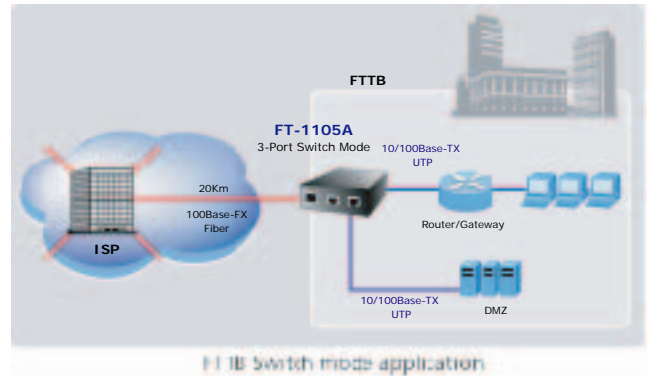 FTTB
FT-1105A
3-Port Switch Mode
10/100Base-TX
UTP
20Km
100Base-FX
Fiber
ISP
Router/Gateway
10/100Base-TX
UTP
DMZ
FTTB Switch mode application